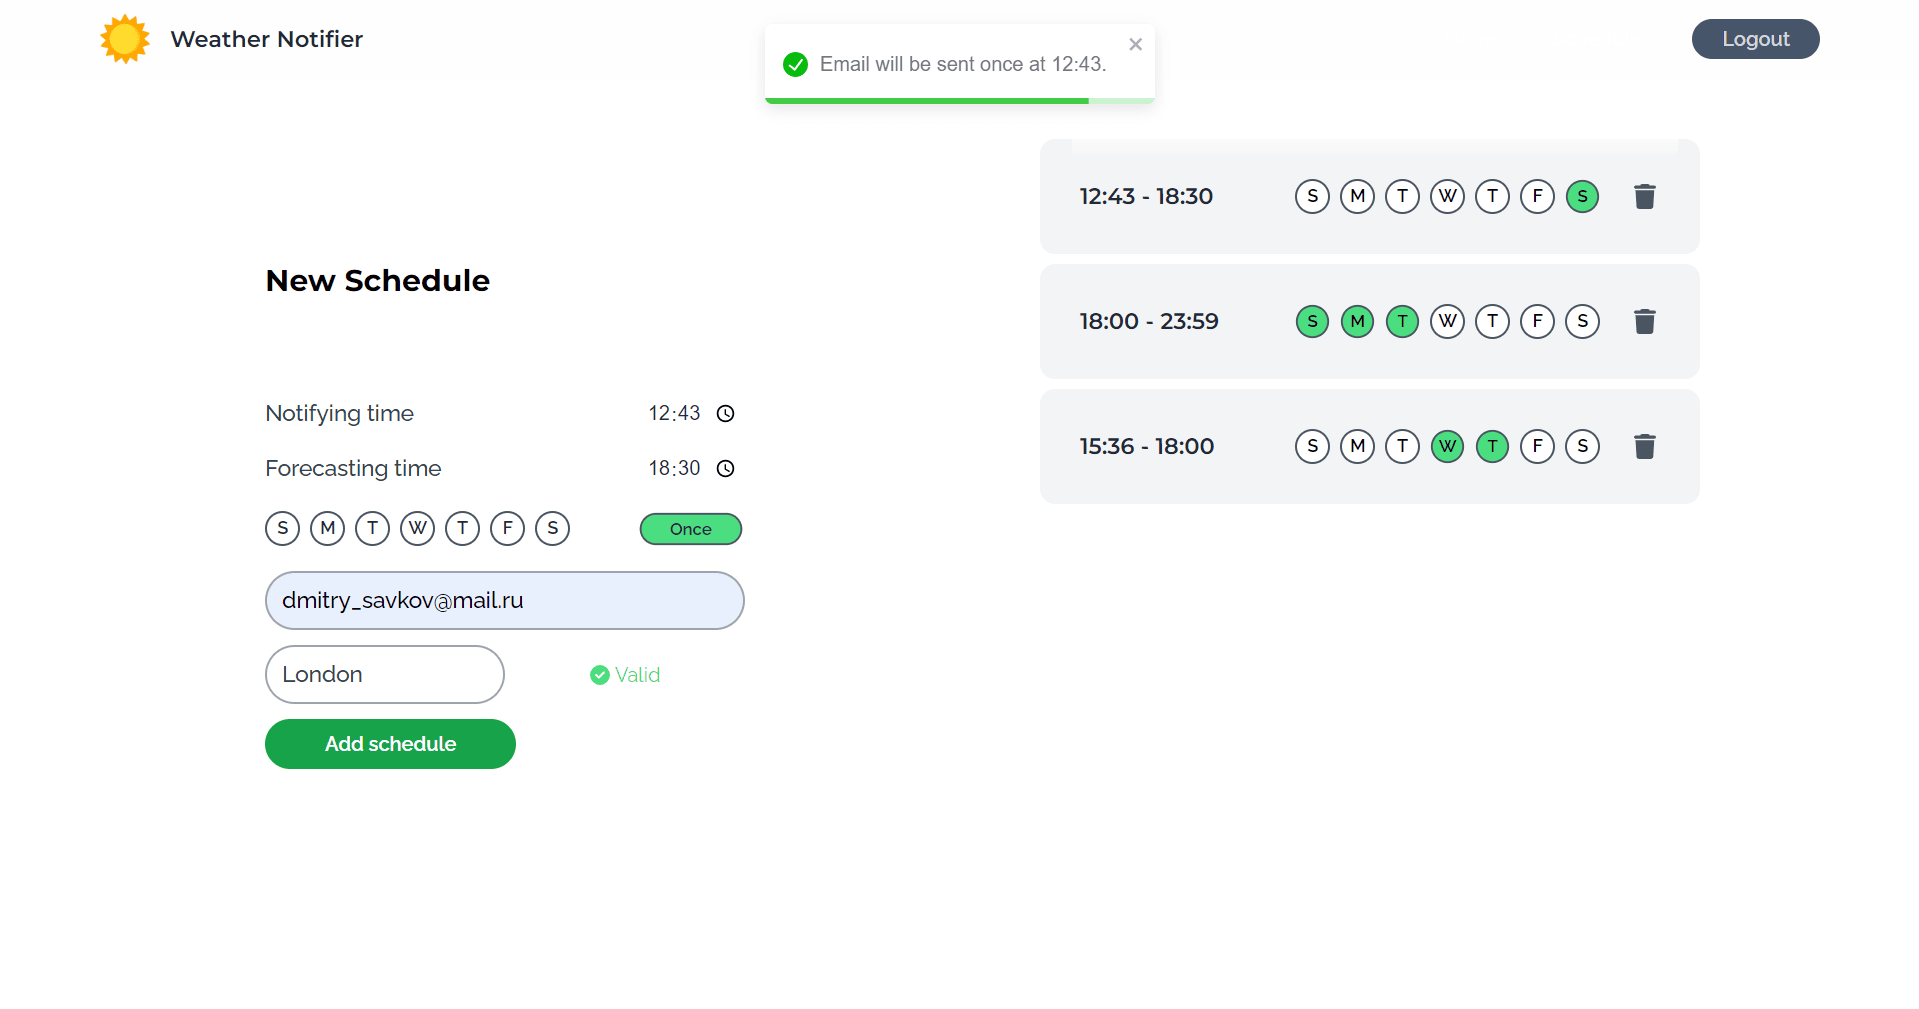 Weather Notifier
Email will be sent once at 12:43.
Logout
New Schedule
Notifying time 12:43
Forecasting time 18:30
S M T W T F S Once
dmitry_savkov@mail.ru
London Valid
Add schedule
12:43 - 18:30 S M T W T F S
18:00 - 23:59 S M T W T F S
15:36 - 18:00 S M T W T F S